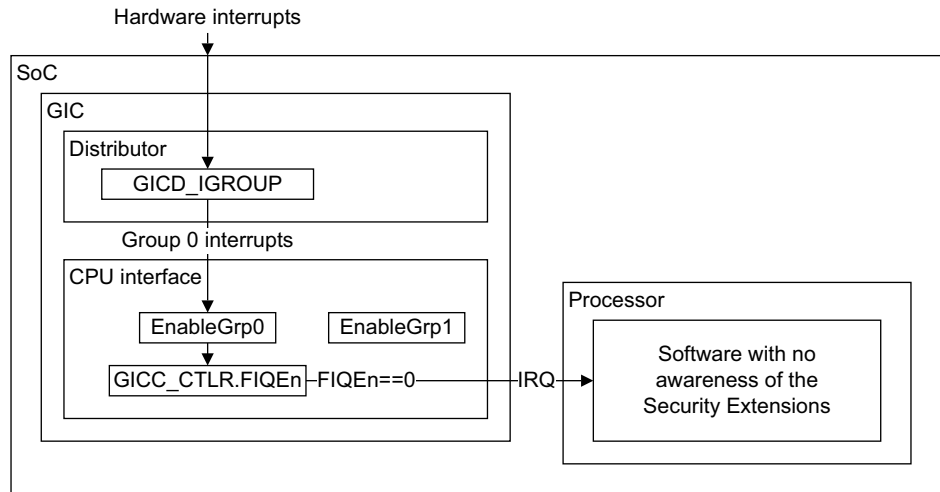 Hardware interrupts
SoC
GIC
Distributor
GICD_IGROUP
Group 0 interrupts
CPU interface
EnableGrp0
EnableGrp1
GICC_CTLR.FIQEn
FIQEn==0
IRQ
Processor
Software with no
awareness of the
Security Extensions